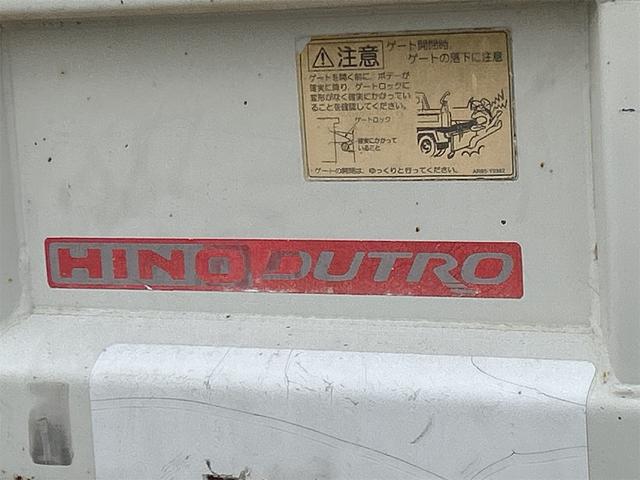 注意
ゲート開閉時
ゲートの落下に注意
ゲートを開く前に、ボデーが
確実に降り、ゲートロックに
変形がなく確実にかかってい
ることを確認してください。
ゲートロック
確実にかかって
いること
ゲートの開閉は、ゆっくりと行ってください。
HINO DUTRO